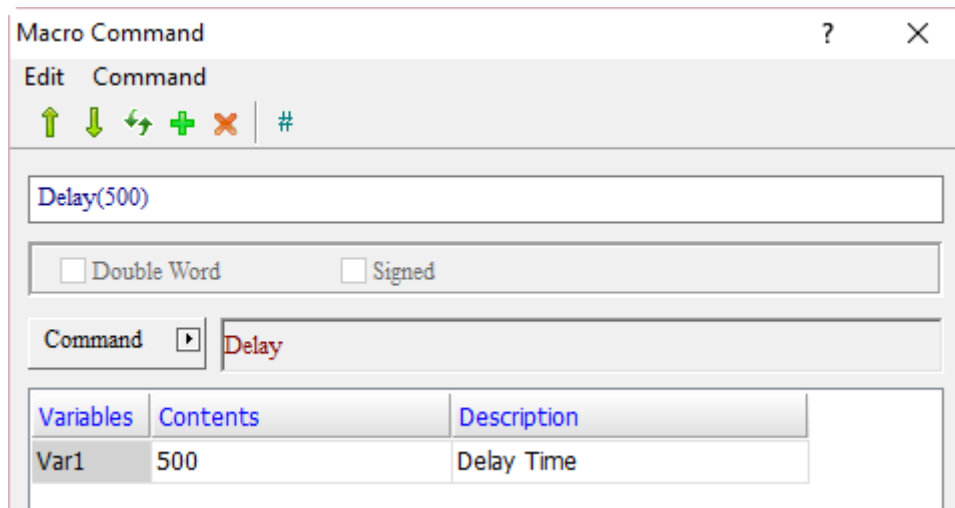 Macro Command ?
Edit Command
#
Delay(500)
Double Word Signed
Command Delay
Variables Contents Description
Var1 500 Delay Time